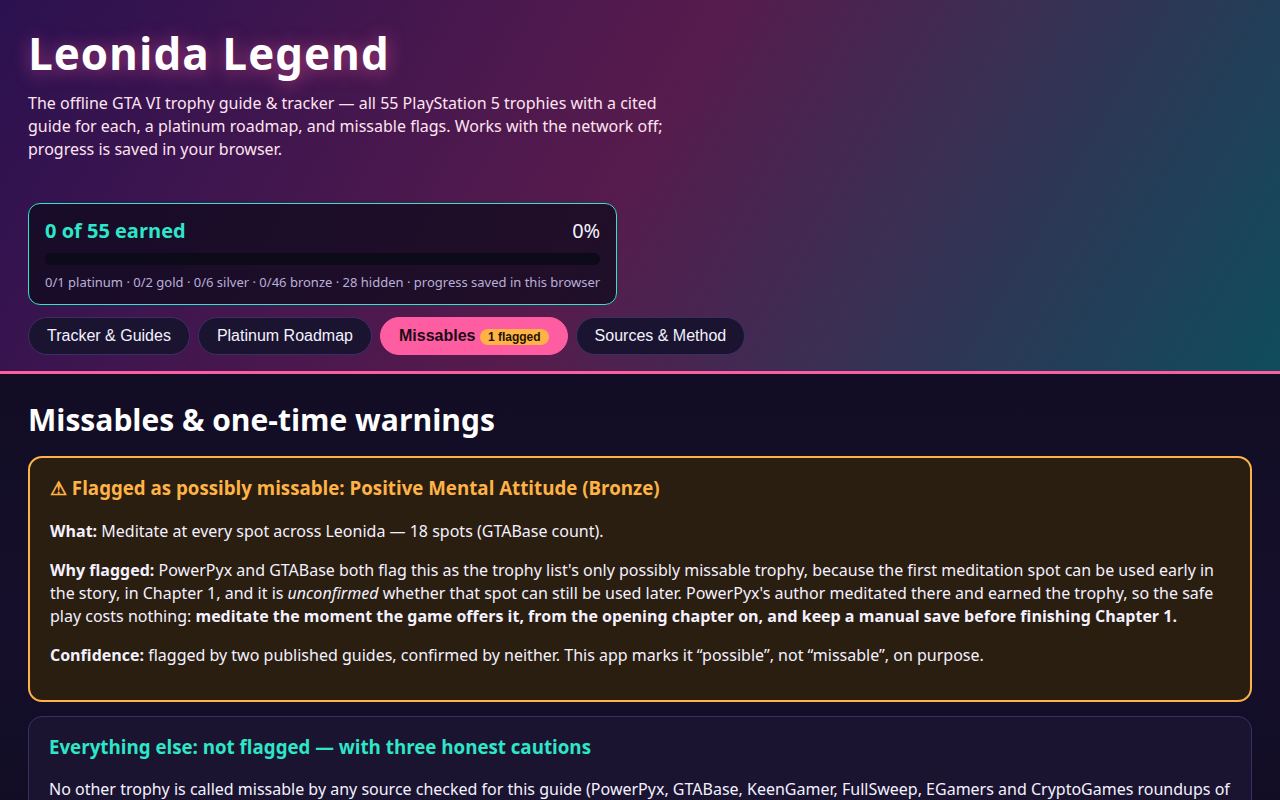 Leonida Legend
The offline GTA VI trophy guide & tracker — all 55 PlayStation 5 trophies with a cited
guide for each, a platinum roadmap, and missable flags. Works with the network off;
progress is saved in your browser.
0 of 55 earned 0%
0/1 platinum · 0/2 gold · 0/6 silver · 0/46 bronze · 28 hidden · progress saved in this browser
Tracker & Guides Platinum Roadmap Missables 1 flagged Sources & Method
Missables & one-time warnings
⚠ Flagged as possibly missable: Positive Mental Attitude (Bronze)
What: Meditate at every spot across Leonida — 18 spots (GTABase count).
Why flagged: PowerPyx and GTABase both flag this as the trophy list's only possibly missable trophy, because the first meditation spot can be used early in
the story, in Chapter 1, and it is unconfirmed whether that spot can still be used later. PowerPyx's author meditated there and earned the trophy, so the safe
play costs nothing: meditate the moment the game offers it, from the opening chapter on, and keep a manual save before finishing Chapter 1.
Confidence: flagged by two published guides, confirmed by neither. This app marks it “possible”, not “missable”, on purpose.
Everything else: not flagged — with three honest cautions
No other trophy is called missable by any source checked for this guide (PowerPyx, GTABase, KeenGamer, FullSweep, EGamers and CryptoGames roundups of